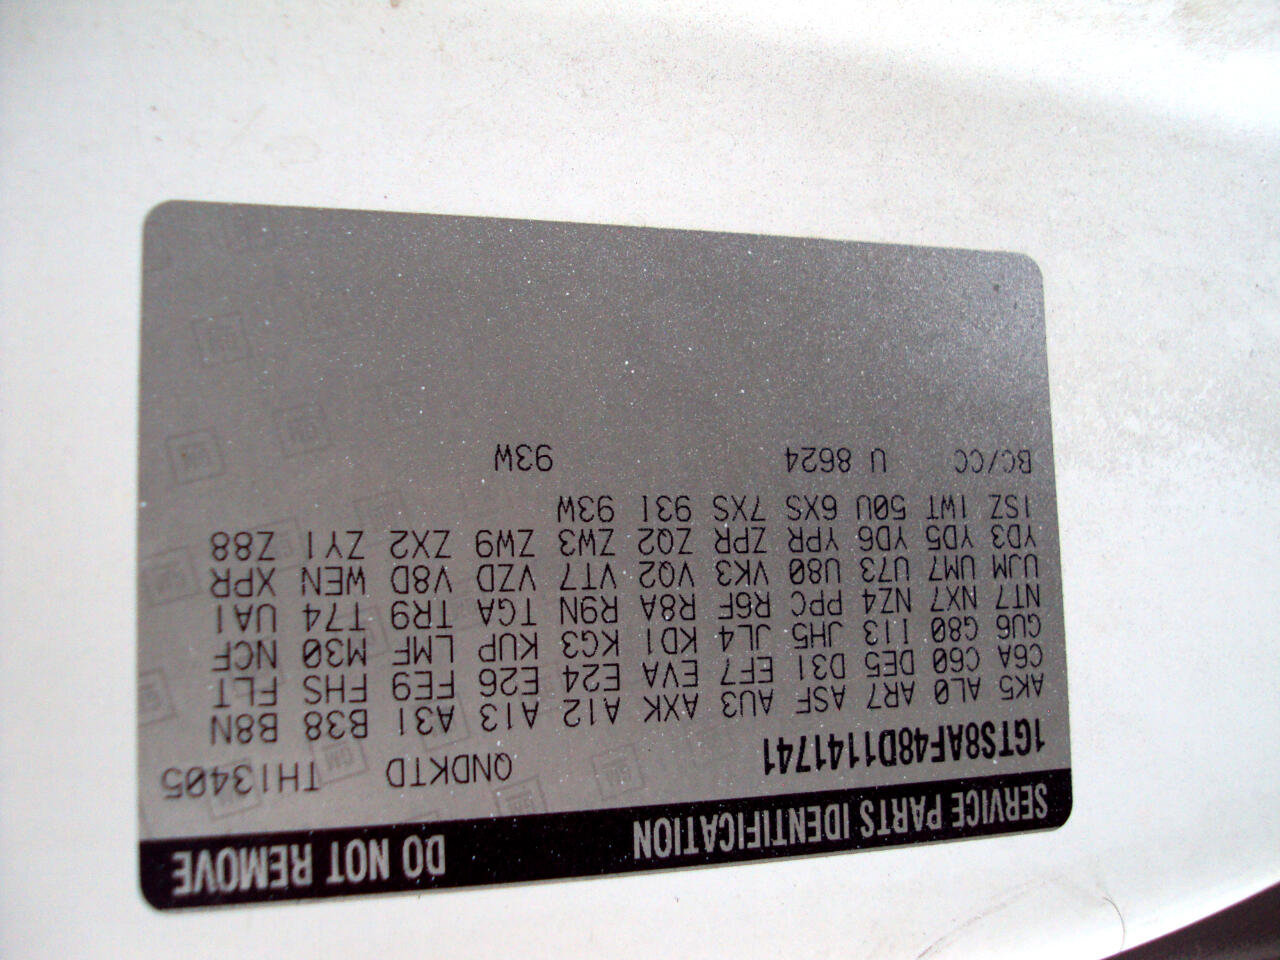 SERVICE PARTS IDENTIFICATION DO NOT REMOVE
1GTS8AF48D1141741 QNDKTD TH13405
AK5 AL0 AR7 ASF AU3 AXK A12 A13 A31 B38 B8N
C6A C60 DE5 D31 EF7 EVA E24 E26 FE9 FHS FLT
GU6 G80 I13 JH5 JL4 KD1 KG3 KUP LMF M30 NCF
NT7 NX7 NZ4 PPC R6F R8A R9N TGA TR9 T74 UA1
UJM UM7 U73 U80 VK3 VQ2 VT7 VZD V8D WEN XPR
YD3 YD5 YD6 YPR ZPR ZQ2 ZW3 ZW9 ZX2 ZY1 Z88
1SZ 1WT 50U 6XS 7XS 931 93W
BC/CC U 8624 93W